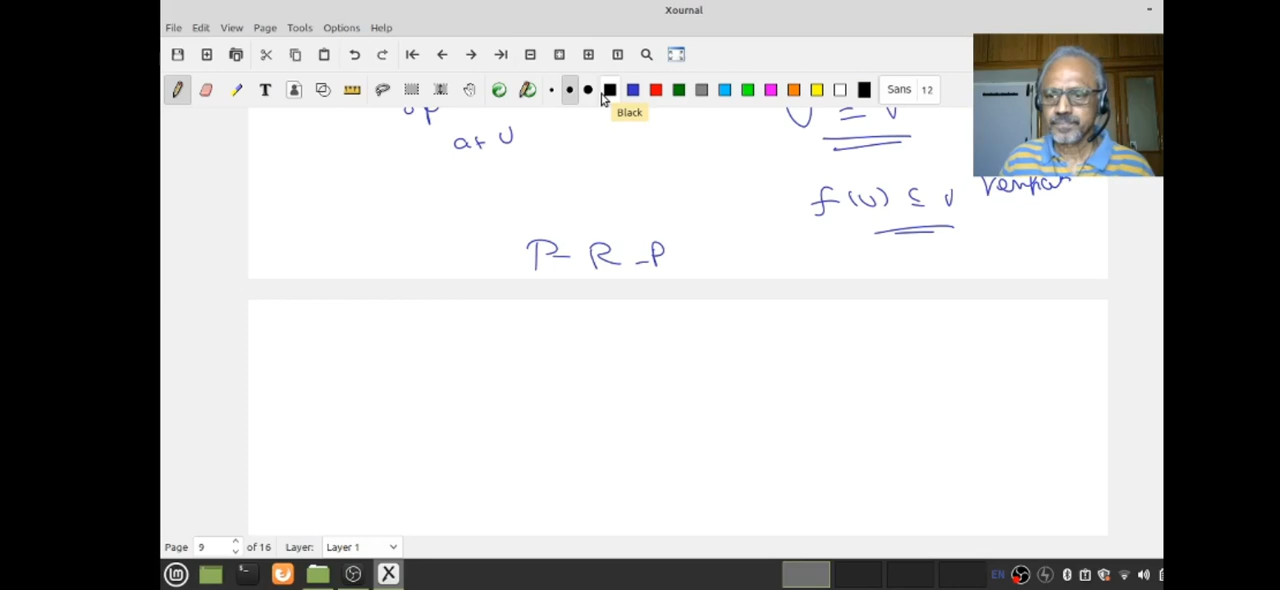 Xournal
File Edit View Page Tools Options Help
Sans 12
Black
at U
f(U) ⊆ V
P- R -P
Page 9 of 16 Layer: Layer 1
EN